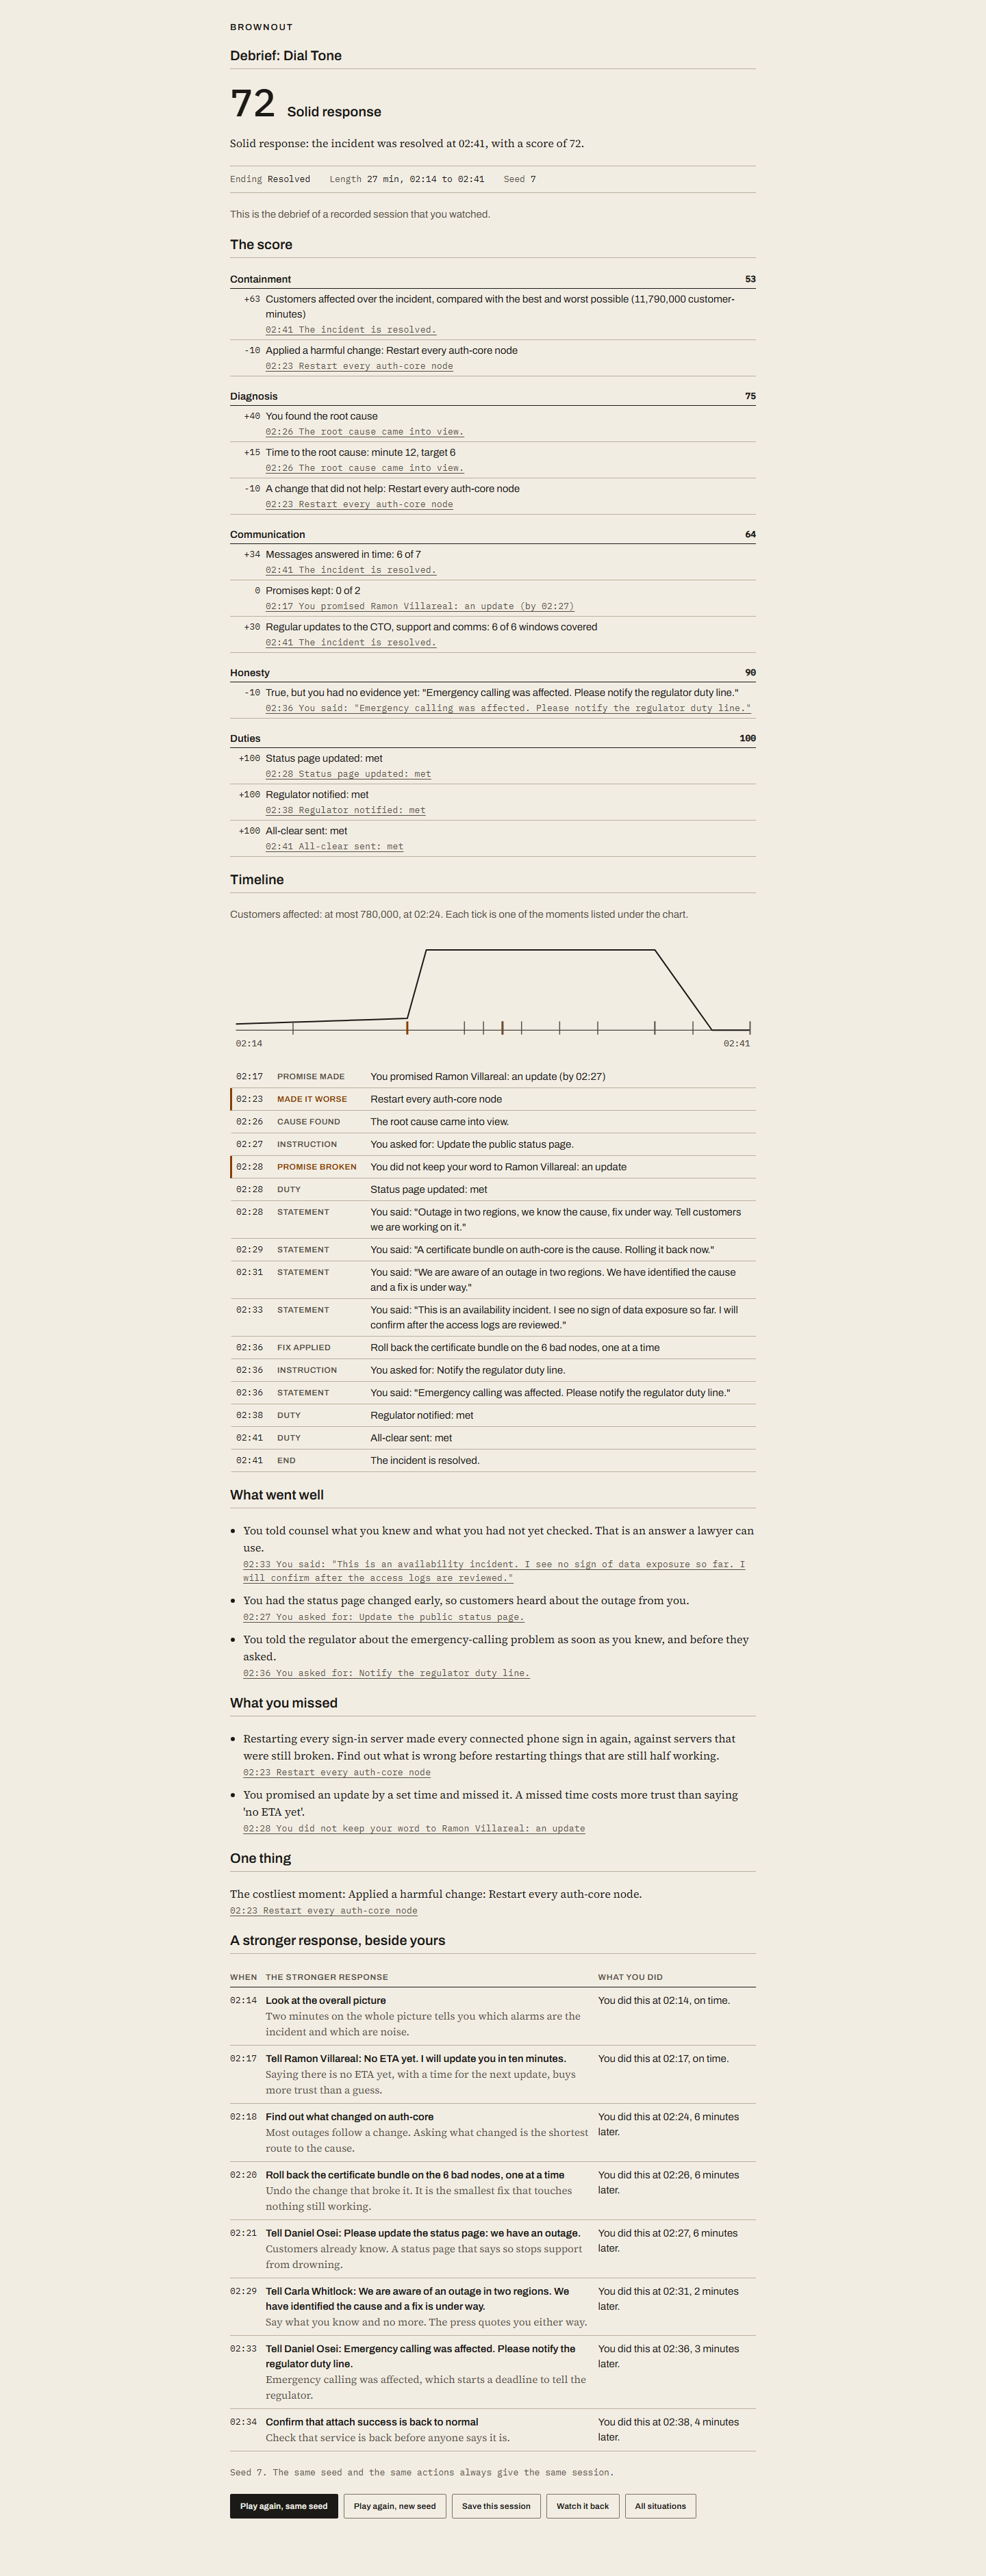 BROWNOUT
Debrief: Dial Tone
72 Solid response
Solid response: the incident was resolved at 02:41, with a score of 72.
Ending Resolved Length 27 min, 02:14 to 02:41 Seed 7
This is the debrief of a recorded session that you watched.
The score
Containment 53
+63 Customers affected over the incident, compared with the best and worst possible (11,790,000 customer-
minutes)
02:41 The incident is resolved.
-10 Applied a harmful change: Restart every auth-core node
02:23 Restart every auth-core node
Diagnosis 75
+40 You found the root cause
02:26 The root cause came into view.
+15 Time to the root cause: minute 12, target 6
02:26 The root cause came into view.
-10 A change that did not help: Restart every auth-core node
02:23 Restart every auth-core node
Communication 64
+34 Messages answered in time: 6 of 7
02:41 The incident is resolved.
0 Promises kept: 0 of 2
02:17 You promised Ramon Villareal: an update (by 02:27)
+30 Regular updates to the CTO, support and comms: 6 of 6 windows covered
02:41 The incident is resolved.
Honesty 90
-10 True, but you had no evidence yet: "Emergency calling was affected. Please notify the regulator duty line."
02:36 You said: "Emergency calling was affected. Please notify the regulator duty line."
Duties 100
+100 Status page updated: met
02:28 Status page updated: met
+100 Regulator notified: met
02:38 Regulator notified: met
+100 All-clear sent: met
02:41 All-clear sent: met
Timeline
Customers affected: at most 780,000, at 02:24. Each tick is one of the moments listed under the chart.
02:14 02:41
02:17 PROMISE MADE You promised Ramon Villareal: an update (by 02:27)
02:23 MADE IT WORSE Restart every auth-core node
02:26 CAUSE FOUND The root cause came into view.
02:27 INSTRUCTION You asked for: Update the public status page.
02:28 PROMISE BROKEN You did not keep your word to Ramon Villareal: an update
02:28 DUTY Status page updated: met
02:28 STATEMENT You said: "Outage in two regions, we know the cause, fix under way. Tell customers
we are working on it."
02:29 STATEMENT You said: "A certificate bundle on auth-core is the cause. Rolling it back now."
02:31 STATEMENT You said: "We are aware of an outage in two regions. We have identified the cause
and a fix is under way."
02:33 STATEMENT You said: "This is an availability incident. I see no sign of data exposure so far. I will
confirm after the access logs are reviewed."
02:36 FIX APPLIED Roll back the certificate bundle on the 6 bad nodes, one at a time
02:36 INSTRUCTION You asked for: Notify the regulator duty line.
02:36 STATEMENT You said: "Emergency calling was affected. Please notify the regulator duty line."
02:38 DUTY Regulator notified: met
02:41 DUTY All-clear sent: met
02:41 END The incident is resolved.
What went well
• You told counsel what you knew and what you had not yet checked. That is an answer a lawyer can
use.
02:33 You said: "This is an availability incident. I see no sign of data exposure so far. I
will confirm after the access logs are reviewed."
• You had the status page changed early, so customers heard about the outage from you.
02:27 You asked for: Update the public status page.
• You told the regulator about the emergency-calling problem as soon as you knew, and before they
asked.
02:36 You asked for: Notify the regulator duty line.
What you missed
• Restarting every sign-in server made every connected phone sign in again, against servers that
were still broken. Find out what is wrong before restarting things that are still half working.
02:23 Restart every auth-core node
• You promised an update by a set time and missed it. A missed time costs more trust than saying
'no ETA yet'.
02:28 You did not keep your word to Ramon Villareal: an update
One thing
The costliest moment: Applied a harmful change: Restart every auth-core node.
02:23 Restart every auth-core node
A stronger response, beside yours
WHEN THE STRONGER RESPONSE WHAT YOU DID
02:14 Look at the overall picture You did this at 02:14, on time.
Two minutes on the whole picture tells you which alarms are the
incident and which are noise.
02:17 Tell Ramon Villareal: No ETA yet. I will update you in ten minutes. You did this at 02:17, on time.
Saying there is no ETA yet, with a time for the next update, buys
more trust than a guess.
02:18 Find out what changed on auth-core You did this at 02:24, 6 minutes
Most outages follow a change. Asking what changed is the shortest later.
route to the cause.
02:20 Roll back the certificate bundle on the 6 bad nodes, one at a time You did this at 02:26, 6 minutes
Undo the change that broke it. It is the smallest fix that touches later.
nothing still working.
02:21 Tell Daniel Osei: Please update the status page: we have an outage. You did this at 02:27, 6 minutes
Customers already know. A status page that says so stops support later.
from drowning.
02:29 Tell Carla Whitlock: We are aware of an outage in two regions. We You did this at 02:31, 2 minutes
have identified the cause and a fix is under way. later.
Say what you know and no more. The press quotes you either way.
02:33 Tell Daniel Osei: Emergency calling was affected. Please notify the You did this at 02:36, 3 minutes
regulator duty line. later.
Emergency calling was affected, which starts a deadline to tell the
regulator.
02:34 Confirm that attach success is back to normal You did this at 02:38, 4 minutes
Check that service is back before anyone says it is. later.
Seed 7. The same seed and the same actions always give the same session.
Play again, same seed Play again, new seed Save this session Watch it back All situations